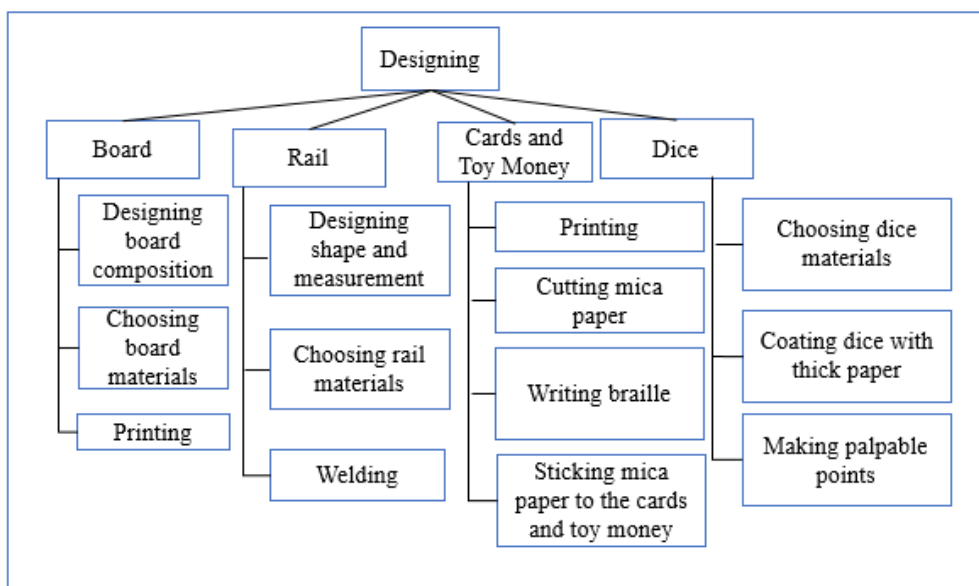 Designing
Board
Designing
board
composition
Choosing
board
materials
Printing
Rail
Designing
shape and
measurement
Choosing rail
materials
Welding
Cards and
Toy Money
Printing
Cutting mica
paper
Writing braille
Sticking mica
paper to the cards
and toy money
Dice
Choosing dice
materials
Coating dice with
thick paper
Making palpable
points